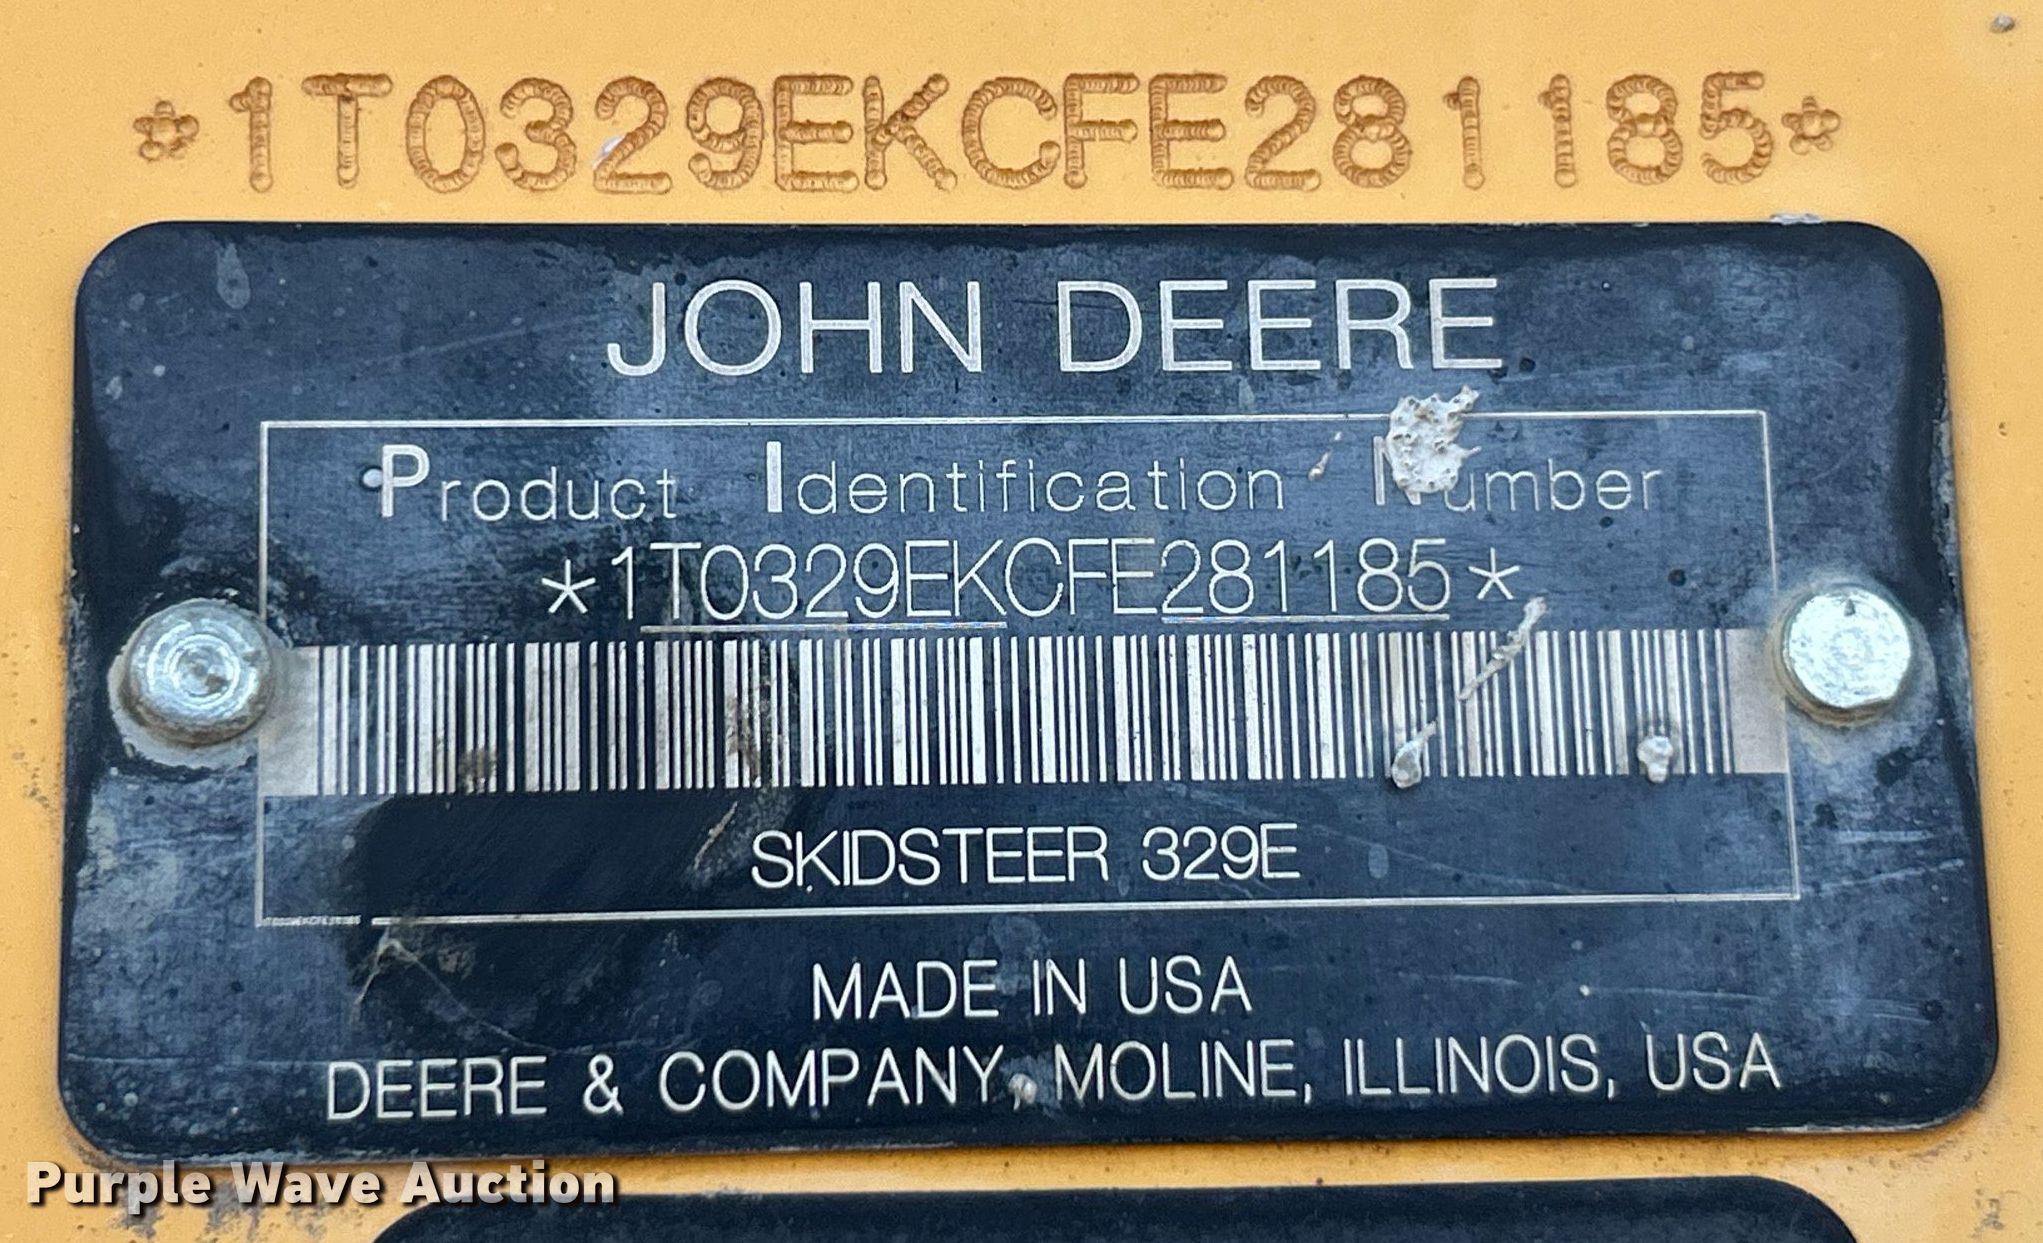 *1T0329EKCFE281185*
JOHN DEERE
Product Identification Number
*1T0329EKCFE281185*
SKIDSTEER 329E
1T0329EKCFE281185
MADE IN USA
DEERE & COMPANY, MOLINE, ILLINOIS, USA
Purple Wave Auction